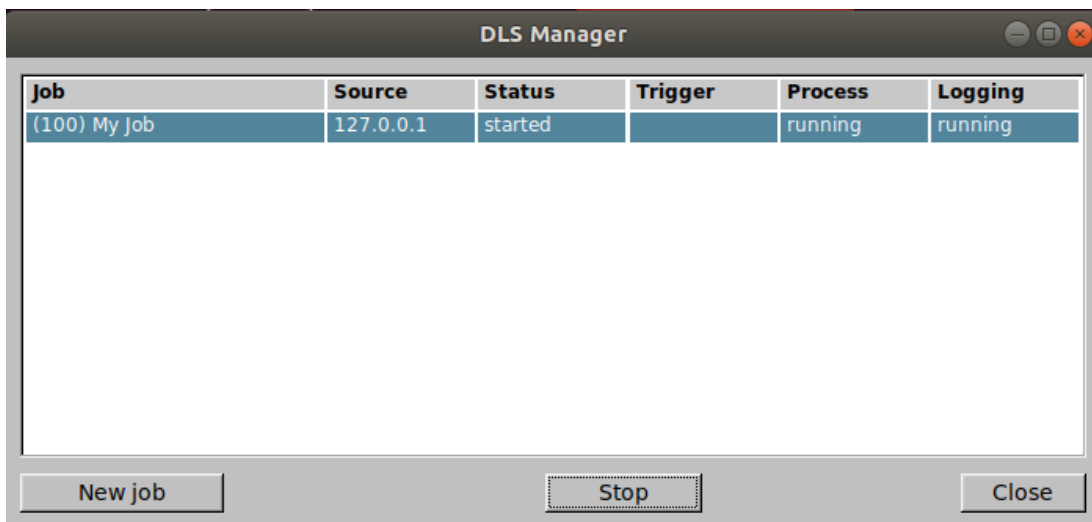 DLS Manager
Job Source Status Trigger Process Logging
(100) My Job 127.0.0.1 started running running
New job Stop Close